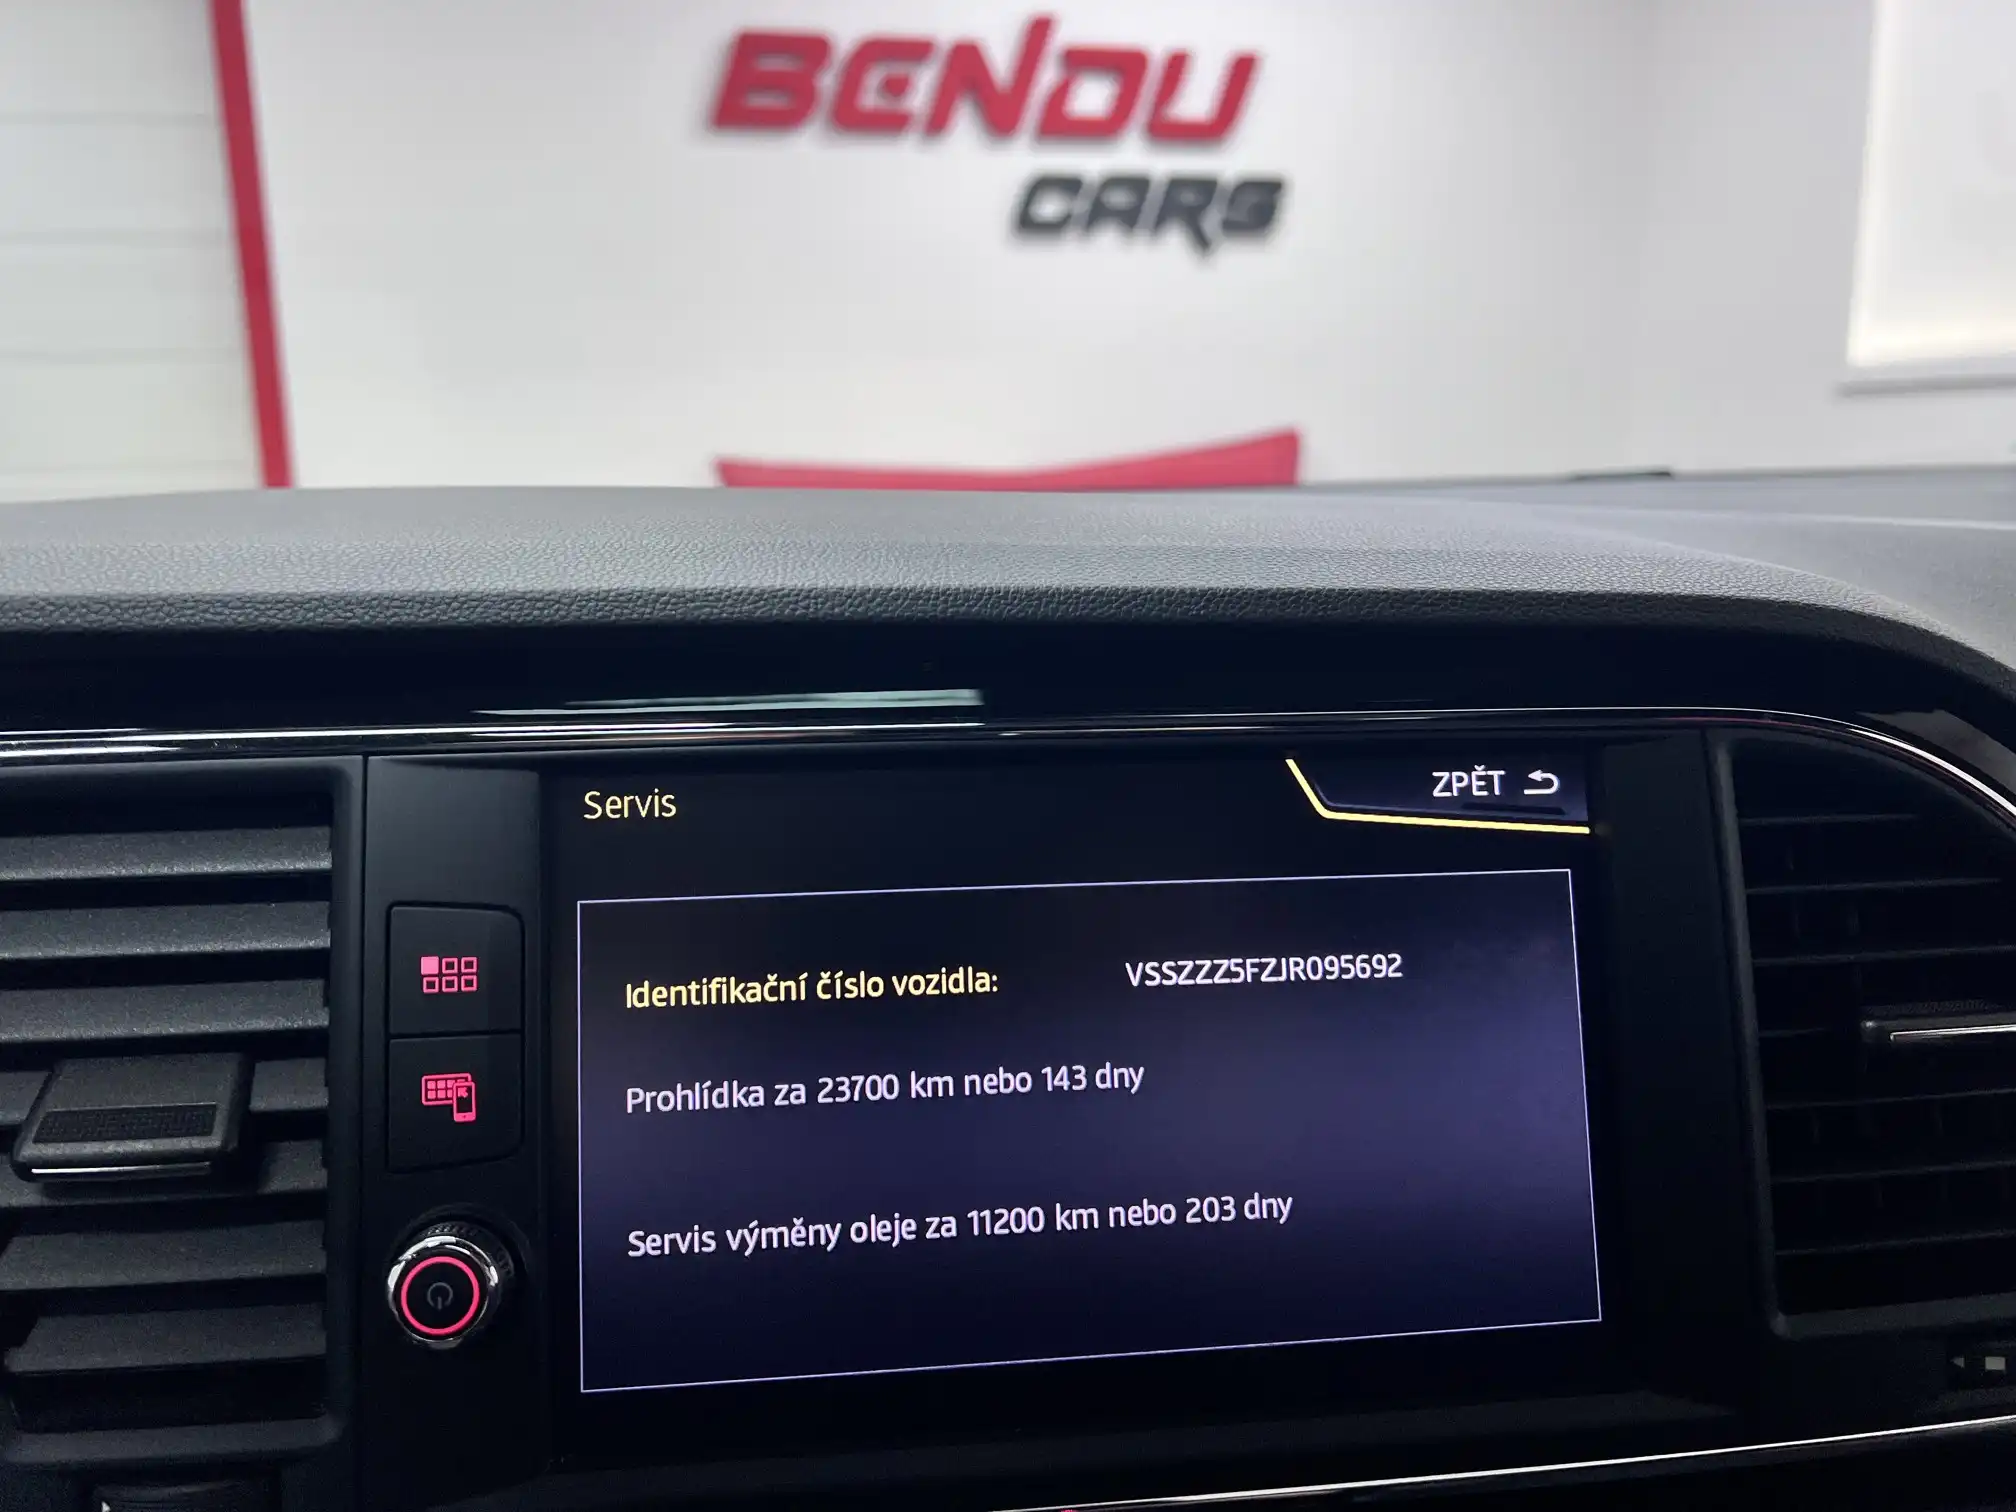 BENDU
CARS
Servis
ZPĚT
Identifikační číslo vozidla: VSSZZZ5FZJR095692
Prohlídka za 23700 km nebo 143 dny
Servis výměny oleje za 11200 km nebo 203 dny